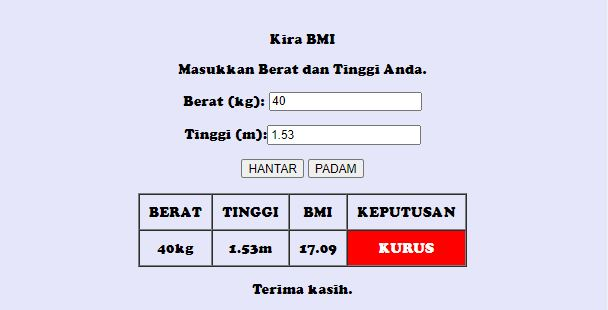 Kira BMI
Masukkan Berat dan Tinggi Anda.
Berat (kg): 40
Tinggi (m): 1.53
HANTAR PADAM
BERAT TINGGI BMI KEPUTUSAN
40kg 1.53m 17.09 KURUS
Terima kasih.